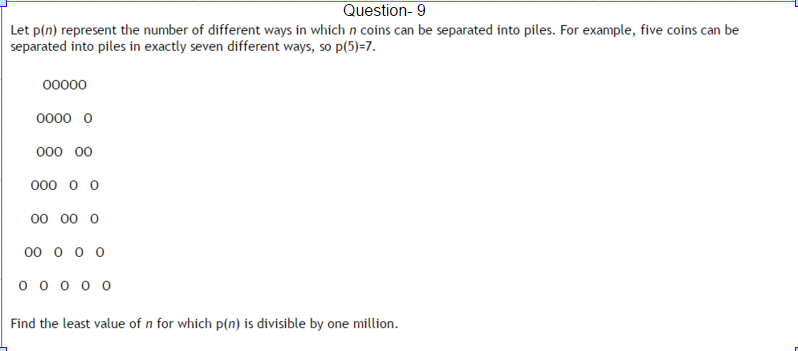 Question- 9
Let p(n) represent the number of different ways in which n coins can be separated into piles. For example, five coins can be
separated into piles in exactly seven different ways, so p(5)=7.
OOOOO
OOOO O
OOO OO
OOO O O
OO OO O
OO O O O
O O O O O
Find the least value of n for which p(n) is divisible by one million.